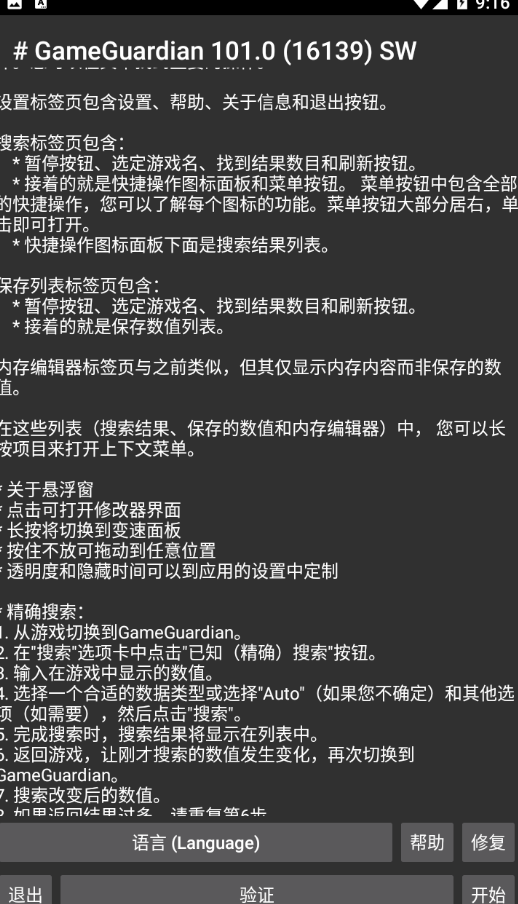 9:16
# GameGuardian 101.0 (16139) SW
设置标签页包含设置、帮助、关于信息和退出按钮。
搜索标签页包含：
* 暂停按钮、选定游戏名、找到结果数目和刷新按钮。
* 接着的就是快捷操作图标面板和菜单按钮。 菜单按钮中包含全部
的快捷操作，您可以了解每个图标的功能。菜单按钮大部分居右，单
击即可打开。
* 快捷操作图标面板下面是搜索结果列表。
保存列表标签页包含：
* 暂停按钮、选定游戏名、找到结果数目和刷新按钮。
* 接着的就是保存数值列表。
内存编辑器标签页与之前类似，但其仅显示内存内容而非保存的数
值。
在这些列表（搜索结果、保存的数值和内存编辑器）中， 您可以长
按项目来打开上下文菜单。
* 关于悬浮窗
* 点击可打开修改器界面
* 长按将切换到变速面板
* 按住不放可拖动到任意位置
* 透明度和隐藏时间可以到应用的设置中定制
* 精确搜索：
1. 从游戏切换到GameGuardian。
2. 在"搜索"选项卡中点击"已知（精确）搜索"按钮。
3. 输入在游戏中显示的数值。
4. 选择一个合适的数据类型或选择"Auto"（如果您不确定）和其他选
项（如需要），然后点击"搜索"。
5. 完成搜索时，搜索结果将显示在列表中。
6. 返回游戏，让刚才搜索的数值发生变化，再次切换到
GameGuardian。
7. 搜索改变后的数值。
8. 如果返回结果过多，请重复第6步
语言 (Language)
帮助
修复
退出
验证
开始